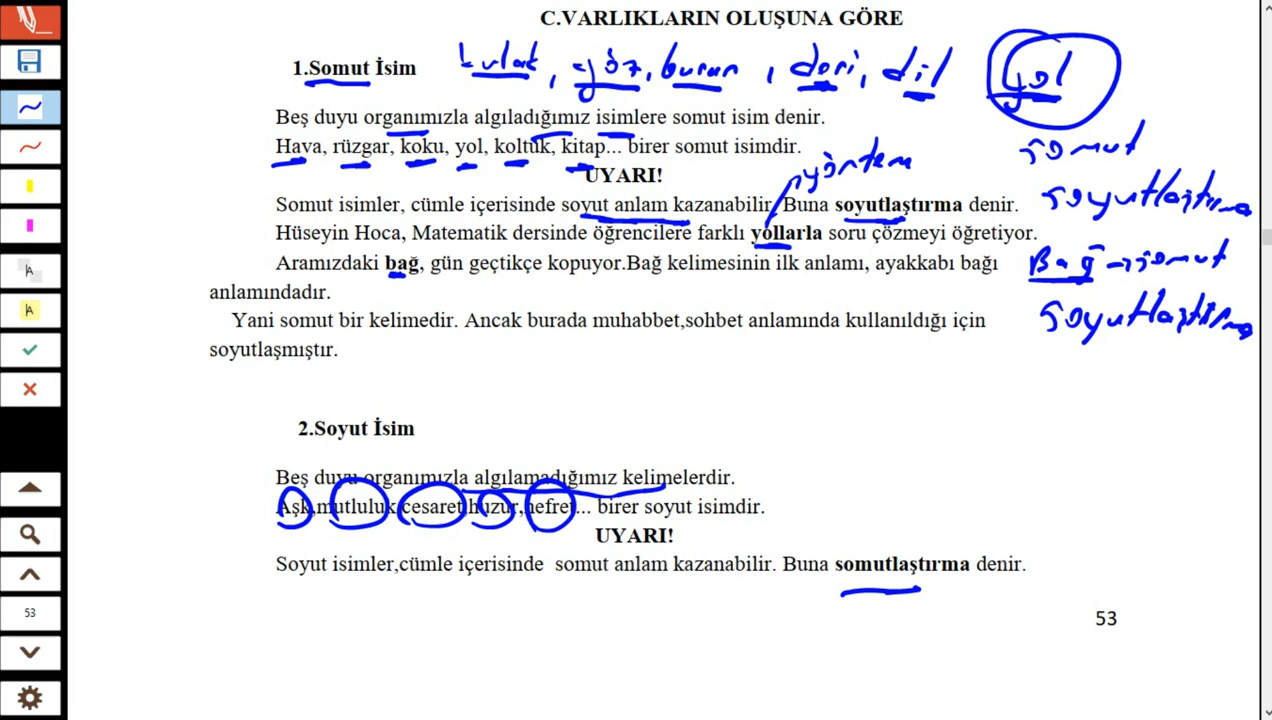 C.VARLIKLARIN OLUŞUNA GÖRE
1.Somut İsim kulak, göz, burun, deri, dil yol
Beş duyu organımızla algıladığımız isimlere somut isim denir.
Hava, rüzgar, koku, yol, koltuk, kitap... birer somut isimdir. somut
UYARI! yöntem
Somut isimler, cümle içerisinde soyut anlam kazanabilir. Buna soyutlaştırma denir. soyutlaştırma
Hüseyin Hoca, Matematik dersinde öğrencilere farklı yollarla soru çözmeyi öğretiyor.
Aramızdaki bağ, gün geçtikçe kopuyor.Bağ kelimesinin ilk anlamı, ayakkabı bağı Bağ → somut
anlamındadır.
Yani somut bir kelimedir. Ancak burada muhabbet,sohbet anlamında kullanıldığı için soyutlaştırma
soyutlaşmıştır.
2.Soyut İsim
Beş duyu organımızla algılamadığımız kelimelerdir.
Aşk,mutluluk,cesaret,huzur,nefret... birer soyut isimdir.
UYARI!
Soyut isimler,cümle içerisinde somut anlam kazanabilir. Buna somutlaştırma denir.
53
53